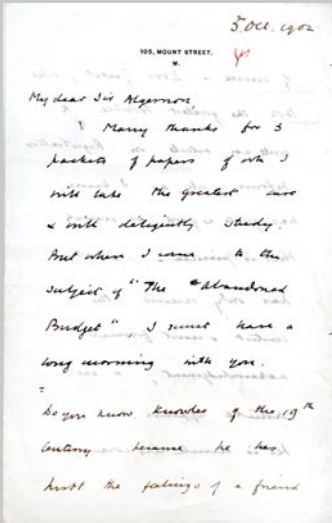 5. Oct. 1902
105, MOUNT STREET,
W.
yes
My dear Sir Algernon
Many thanks for 3
packets of papers of wh I
will take the greatest care
& will diligently study.
But when I come to the
subject of "The Abandoned
Budget", I must have a
long morning with you.
Do you know Knowles of the 19th
Century because he has
hurt the feelings of a friend